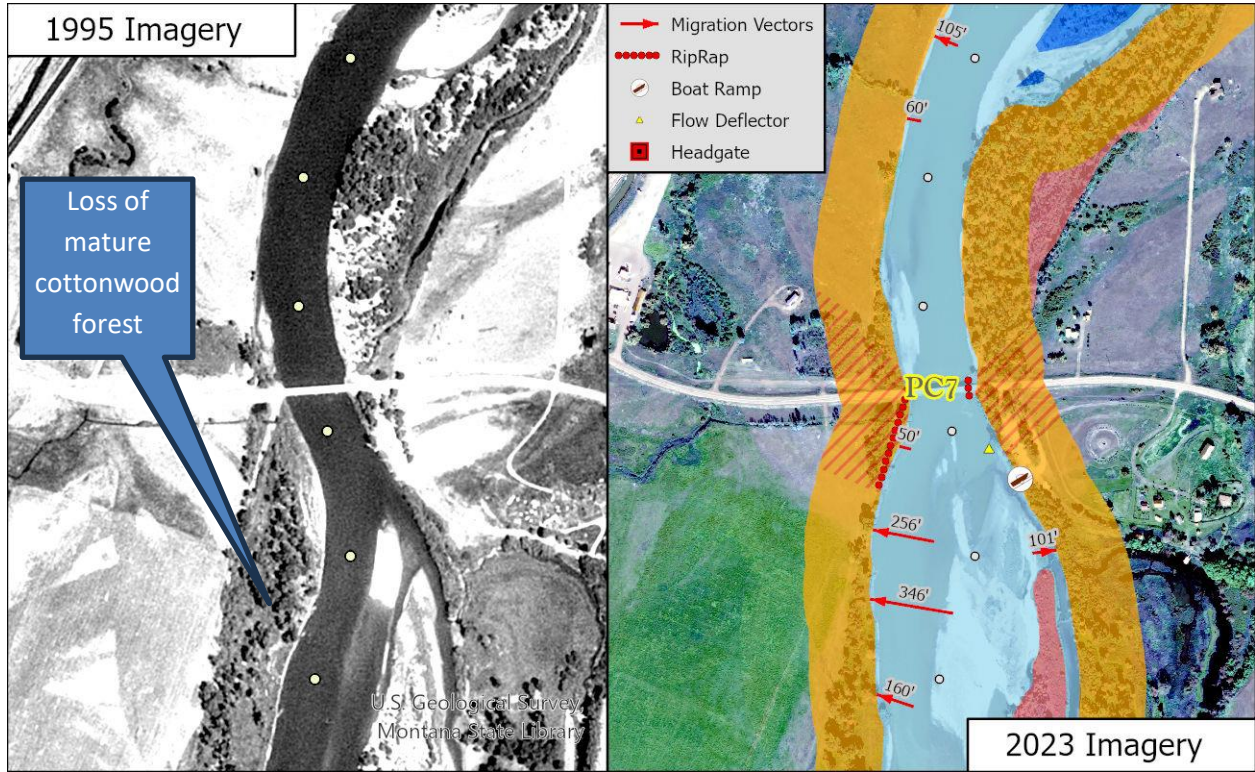 1995 Imagery
Loss of
mature
cottonwood
forest
U.S. Geological Survey
Montana State Library
Migration Vectors
RipRap
Boat Ramp
Flow Deflector
Headgate
105'
60'
PC7
50'
256'
101'
346'
160'
2023 Imagery